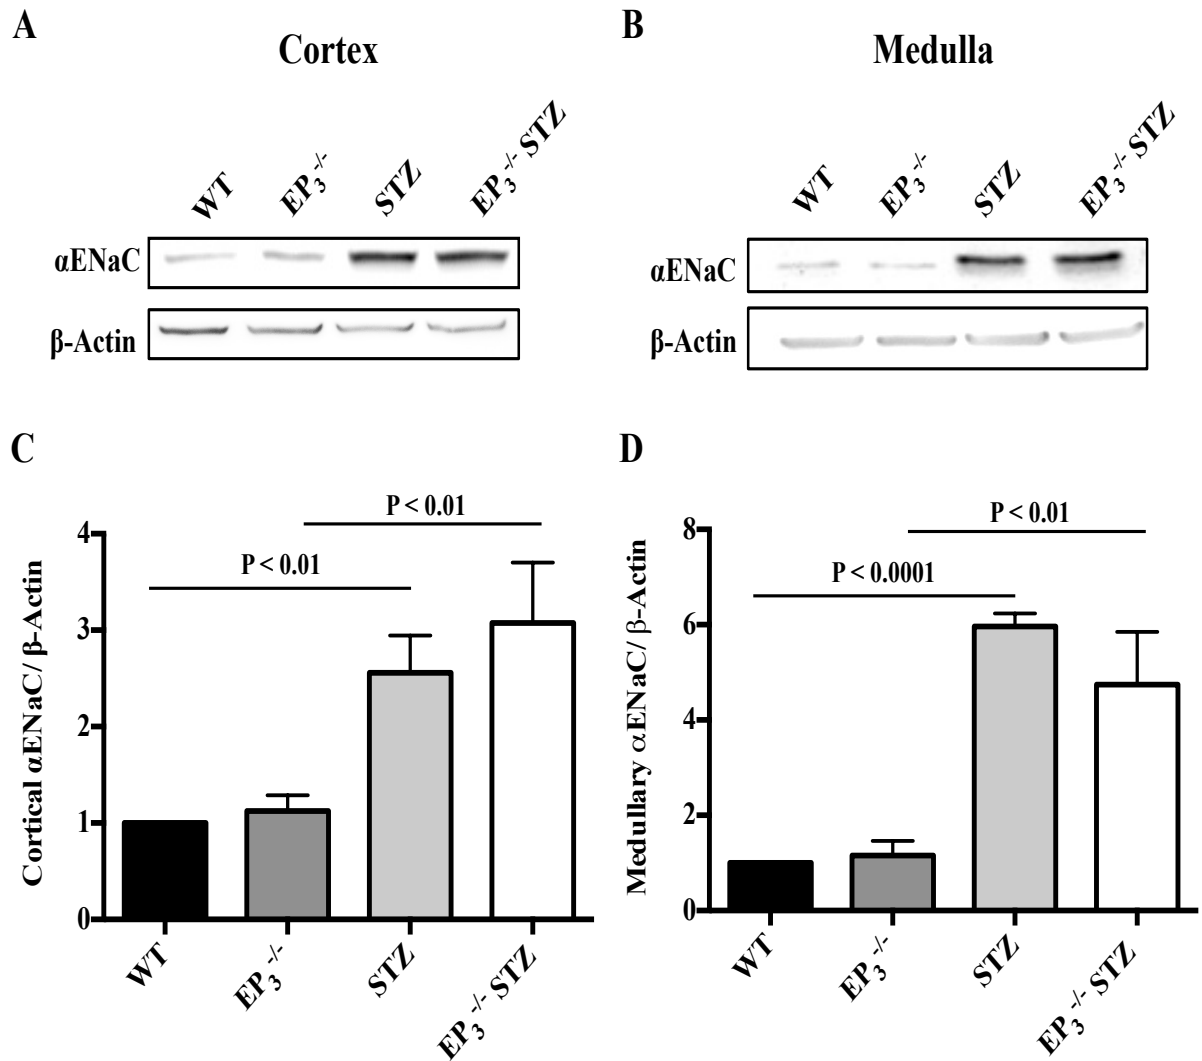 A
Cortex
WT
EP₃⁻/⁻
STZ
EP₃⁻/⁻ STZ
αENaC
β-Actin
B
Medulla
WT
EP₃⁻/⁻
STZ
EP₃⁻/⁻ STZ
αENaC
β-Actin
C
P < 0.01
P < 0.01
Cortical αENaC/ β-Actin
4
3
2
1
0
WT
EP₃⁻/⁻
STZ
EP₃⁻/⁻ STZ
D
P < 0.01
P < 0.0001
Medullary αENaC/ β-Actin
8
6
4
2
0
WT
EP₃⁻/⁻
STZ
EP₃⁻/⁻ STZ